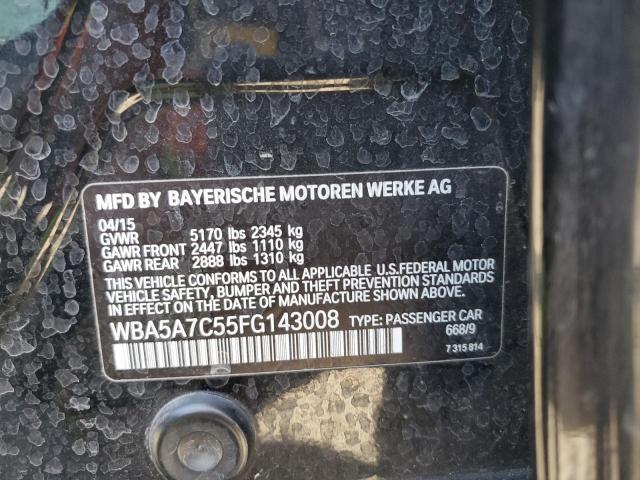 MFD BY BAYERISCHE MOTOREN WERKE AG
04/15
GVWR 5170 lbs 2345 kg
GAWR FRONT 2447 lbs 1110 kg
GAWR REAR 2888 lbs 1310 kg
THIS VEHICLE CONFORMS TO ALL APPLICABLE U.S.FEDERAL MOTOR
VEHICLE SAFETY, BUMPER AND THEFT PREVENTION STANDARDS
IN EFFECT ON THE DATE OF MANUFACTURE SHOWN ABOVE.
WBA5A7C55FG143008 TYPE: PASSENGER CAR
668/9
7 315 814